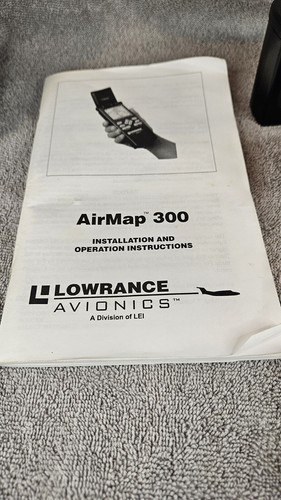 AirMap™ 300
INSTALLATION AND
OPERATION INSTRUCTIONS
LOWRANCE
AVIONICS™
A Division of LEI